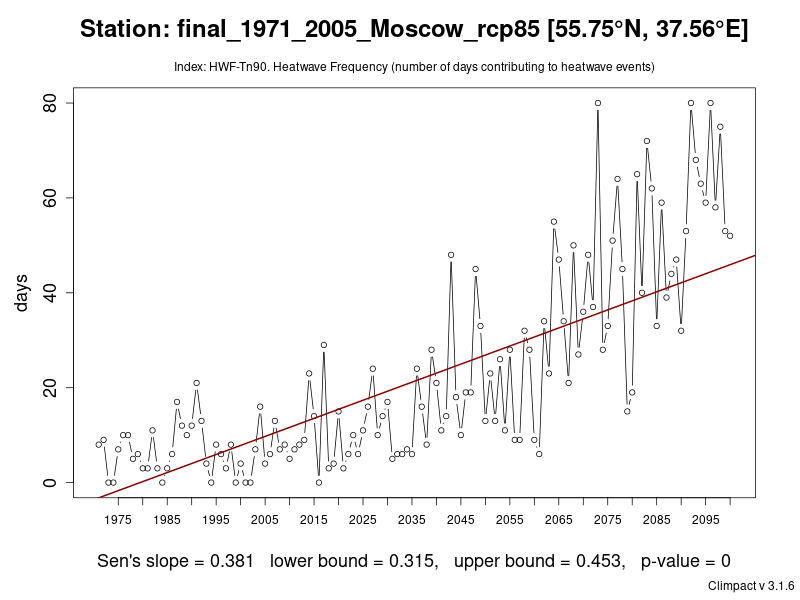 Station: final_1971_2005_Moscow_rcp85 [55.75°N, 37.56°E]
Index: HWF-Tn90. Heatwave Frequency (number of days contributing to heatwave events)
80
60
40
20
0
days
1975 1985 1995 2005 2015 2025 2035 2045 2055 2065 2075 2085 2095
Sen's slope = 0.381 lower bound = 0.315, upper bound = 0.453, p-value = 0
Climpact v 3.1.6